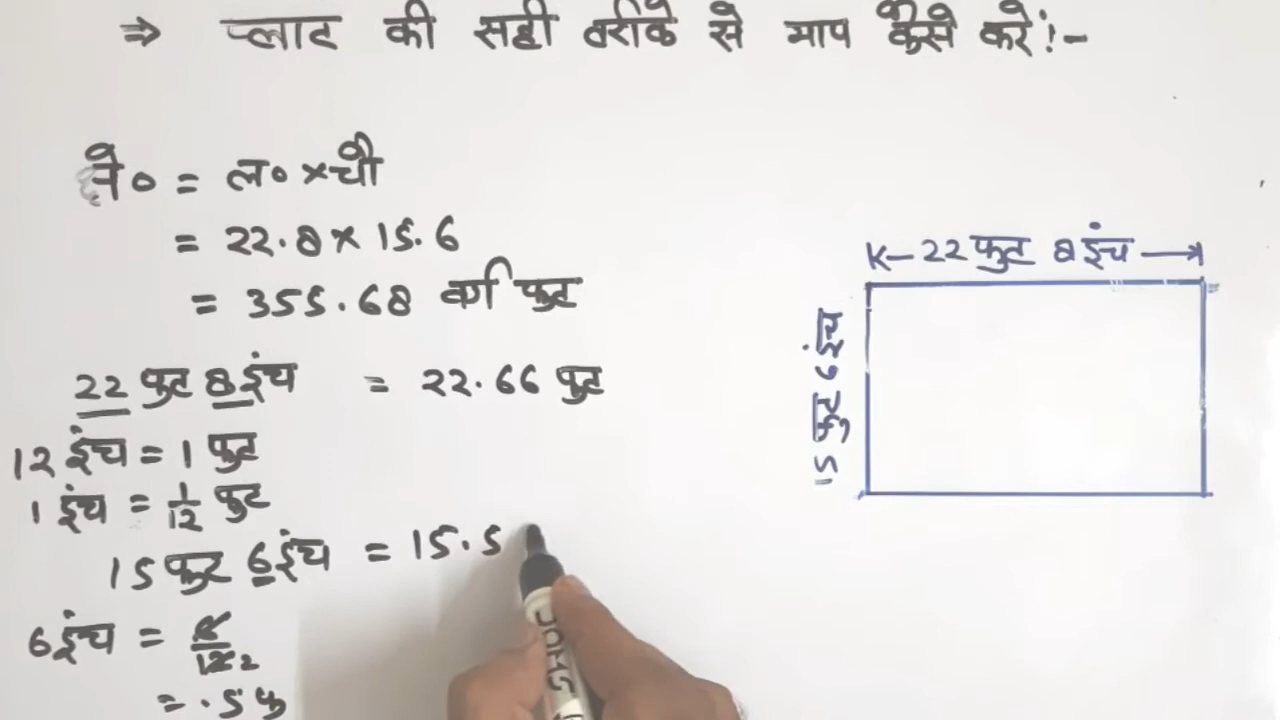 ⇒ प्लाट की सही तरीके से माप कैसे करे!:-
ने० = ल० × चौ
= 22.8 × 15.6
= 355.68 वर्ग फुट
22 फुट 8 इंच = 22.66 फुट
12 इंच = 1 फुट
1 इंच = 1/12 फुट
15 फुट 6 इंच = 15.5
6 इंच = 6/12 2
= .5 फु
22 फुट 8 इंच
15 फुट 6 इंच